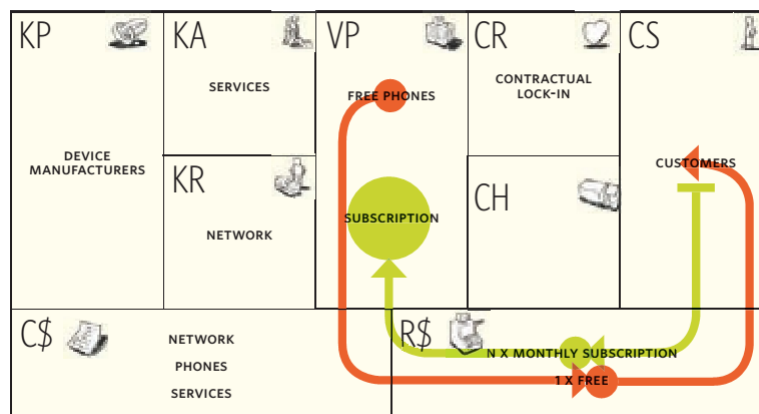 KP
KA
VP
CR
CS
SERVICES
FREE PHONES
CONTRACTUAL
LOCK-IN
DEVICE
MANUFACTURERS
CUSTOMERS
KR
CH
SUBSCRIPTION
NETWORK
C$
R$
NETWORK
PHONES
SERVICES
N X MONTHLY SUBSCRIPTION
1 X FREE